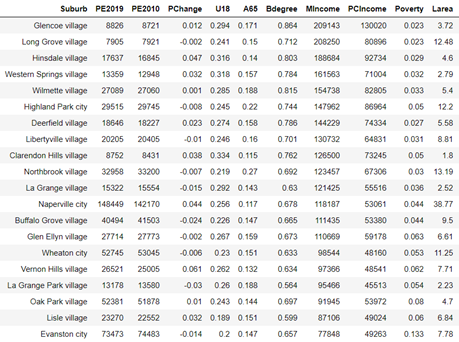 Suburb PE2019 PE2010 PChange U18 A65 Bdegree MIncome PCIncome Poverty Larea
Glencoe village 8826 8721 0.012 0.294 0.171 0.864 209143 130020 0.023 3.72
Long Grove village 7905 7921 -0.002 0.241 0.15 0.712 208250 80896 0.023 12.48
Hinsdale village 17637 16845 0.047 0.316 0.14 0.803 188684 92734 0.029 4.6
Western Springs village 13359 12948 0.032 0.318 0.157 0.784 161563 71004 0.032 2.79
Wilmette village 27089 27060 0.001 0.285 0.188 0.815 154738 82805 0.033 5.4
Highland Park city 29515 29745 -0.008 0.245 0.22 0.744 147962 86964 0.05 12.2
Deerfield village 18646 18227 0.023 0.274 0.158 0.786 144229 74334 0.027 5.58
Libertyville village 20205 20405 -0.01 0.246 0.16 0.701 130732 64831 0.031 8.81
Clarendon Hills village 8752 8431 0.038 0.334 0.115 0.762 126500 73245 0.05 1.8
Northbrook village 32958 33200 -0.007 0.219 0.27 0.692 123457 67306 0.03 13.19
La Grange village 15322 15554 -0.015 0.292 0.143 0.63 121425 55516 0.036 2.52
Naperville city 148449 142170 0.044 0.256 0.117 0.678 118187 53061 0.044 38.77
Buffalo Grove village 40494 41503 -0.024 0.226 0.147 0.665 111435 53380 0.044 9.5
Glen Ellyn village 27714 27773 -0.002 0.267 0.159 0.673 110669 59178 0.063 6.61
Wheaton city 52745 53045 -0.006 0.23 0.151 0.633 98544 48160 0.053 11.25
Vernon Hills village 26521 25005 0.061 0.262 0.132 0.634 97366 48541 0.062 7.71
La Grange Park village 13178 13580 -0.03 0.26 0.188 0.564 95466 45513 0.054 2.23
Oak Park village 52381 51878 0.01 0.243 0.144 0.697 91945 53972 0.08 4.7
Lisle village 23270 22552 0.032 0.189 0.151 0.599 87106 49024 0.06 6.84
Evanston city 73473 74483 -0.014 0.2 0.147 0.657 77848 49263 0.133 7.78